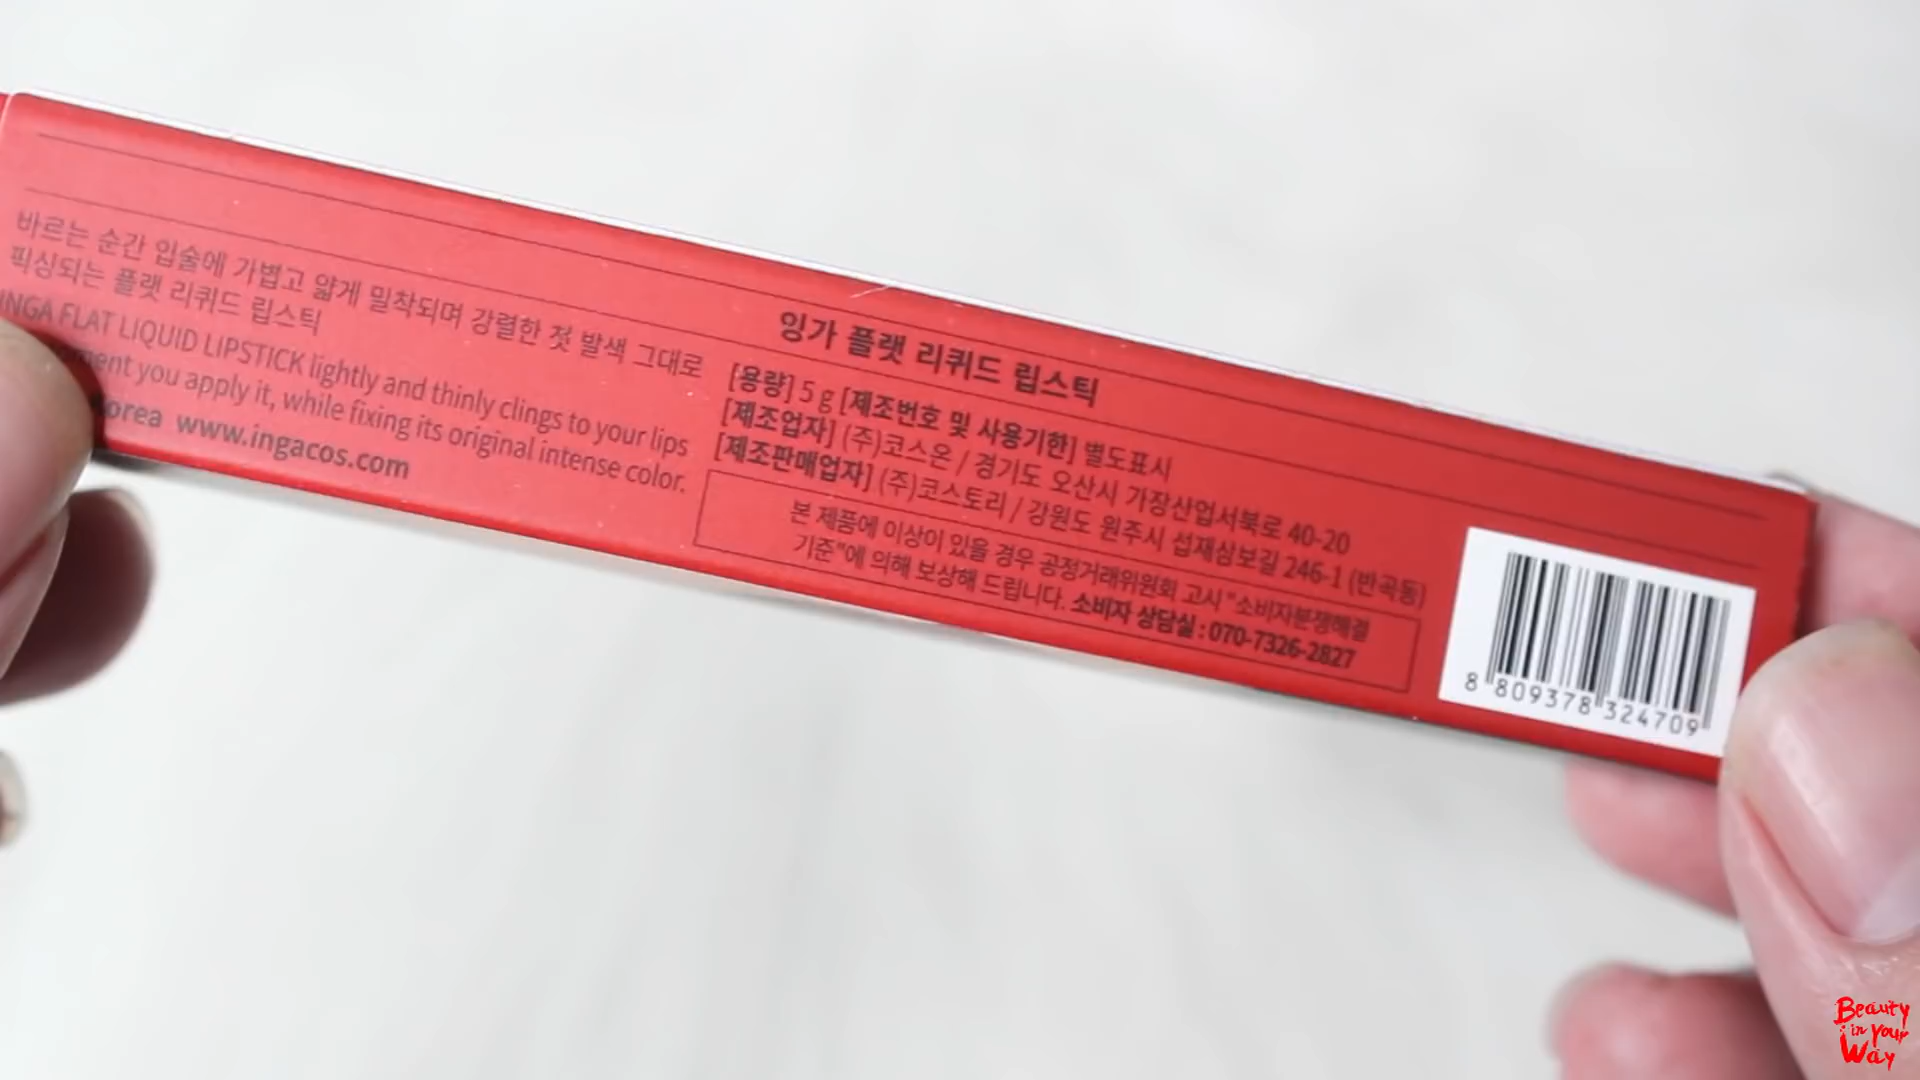 바르는 순간 입술에 가볍고 얇게 밀착되며 강렬한 첫 발색 그대로
픽싱되는 플랫 리퀴드 립스틱
INGA FLAT LIQUID LIPSTICK lightly and thinly clings to your lips
you apply it, while fixing its original intense color.
www.ingacos.com
잉가 플랫 리퀴드 립스틱
[용량] 5 g [제조번호 및 사용기한] 별도표시
[제조업자] (주)코스온 / 경기도 오산시 가장산업서북로 40-20
[제조판매업자] (주)코스토리 / 강원도 원주시 섭재삼보길 246-1 (반곡동)
본 제품에 이상이 있을 경우 공정거래위원회 고시 "소비자분쟁해결
기준"에 의해 보상해 드립니다. 소비자 상담실 : 070-7326-2827
8 809378 324709
Beauty
in Your
Way